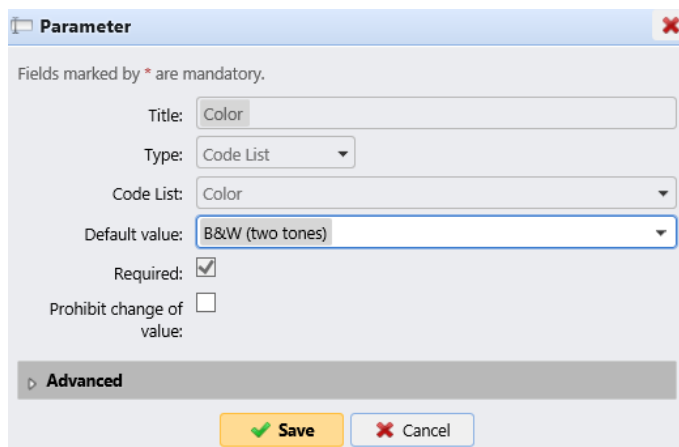 Parameter
Fields marked by * are mandatory.
Title: Color
Type: Code List
Code List: Color
Default value: B&W (two tones)
Required:
Prohibit change of
value:
Advanced
Save Cancel